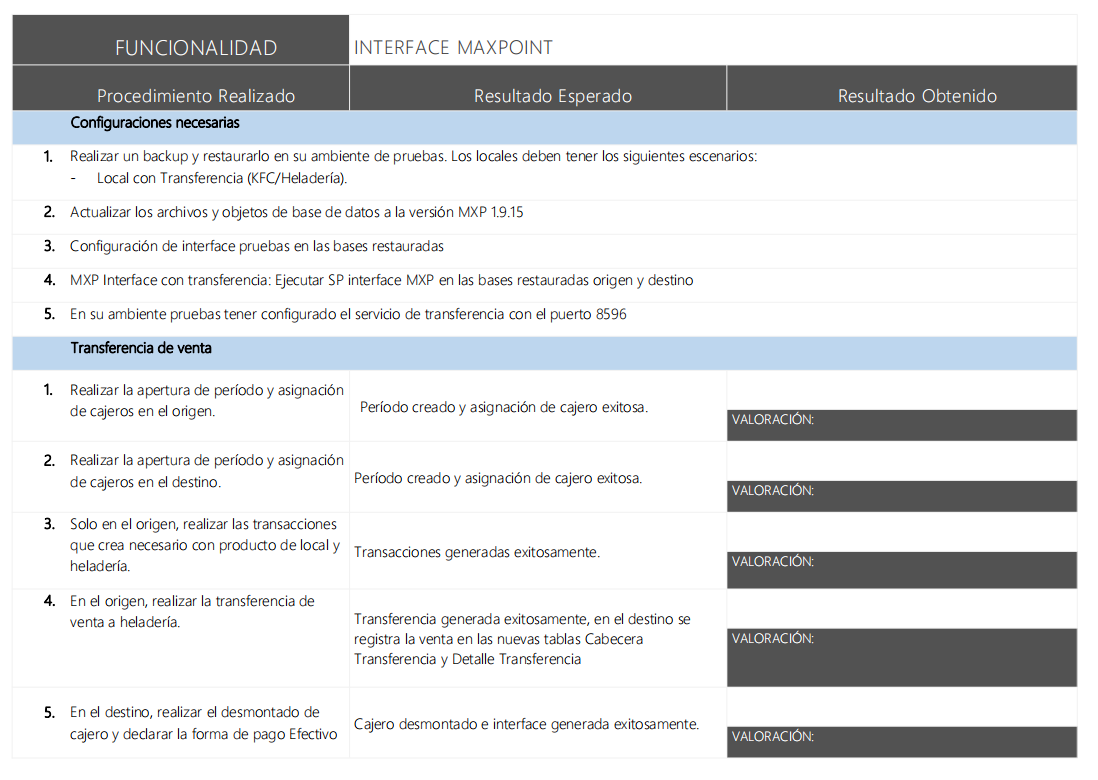 FUNCIONALIDAD
INTERFACE MAXPOINT
Procedimiento Realizado
Resultado Esperado
Resultado Obtenido
Configuraciones necesarias
1. Realizar un backup y restaurarlo en su ambiente de pruebas. Los locales deben tener los siguientes escenarios:
- Local con Transferencia (KFC/Heladería).
2. Actualizar los archivos y objetos de base de datos a la versión MXP 1.9.15
3. Configuración de interface pruebas en las bases restauradas
4. MXP Interface con transferencia: Ejecutar SP interface MXP en las bases restauradas origen y destino
5. En su ambiente pruebas tener configurado el servicio de transferencia con el puerto 8596
Transferencia de venta
1. Realizar la apertura de período y asignación
de cajeros en el origen.
Período creado y asignación de cajero exitosa.
VALORACIÓN:
2. Realizar la apertura de período y asignación
de cajeros en el destino.
Período creado y asignación de cajero exitosa.
VALORACIÓN:
3. Solo en el origen, realizar las transacciones
que crea necesario con producto de local y
heladería.
Transacciones generadas exitosamente.
VALORACIÓN:
4. En el origen, realizar la transferencia de
venta a heladería.
Transferencia generada exitosamente, en el destino se
registra la venta en las nuevas tablas Cabecera
Transferencia y Detalle Transferencia
VALORACIÓN:
5. En el destino, realizar el desmontado de
cajero y declarar la forma de pago Efectivo
Cajero desmontado e interface generada exitosamente.
VALORACIÓN: